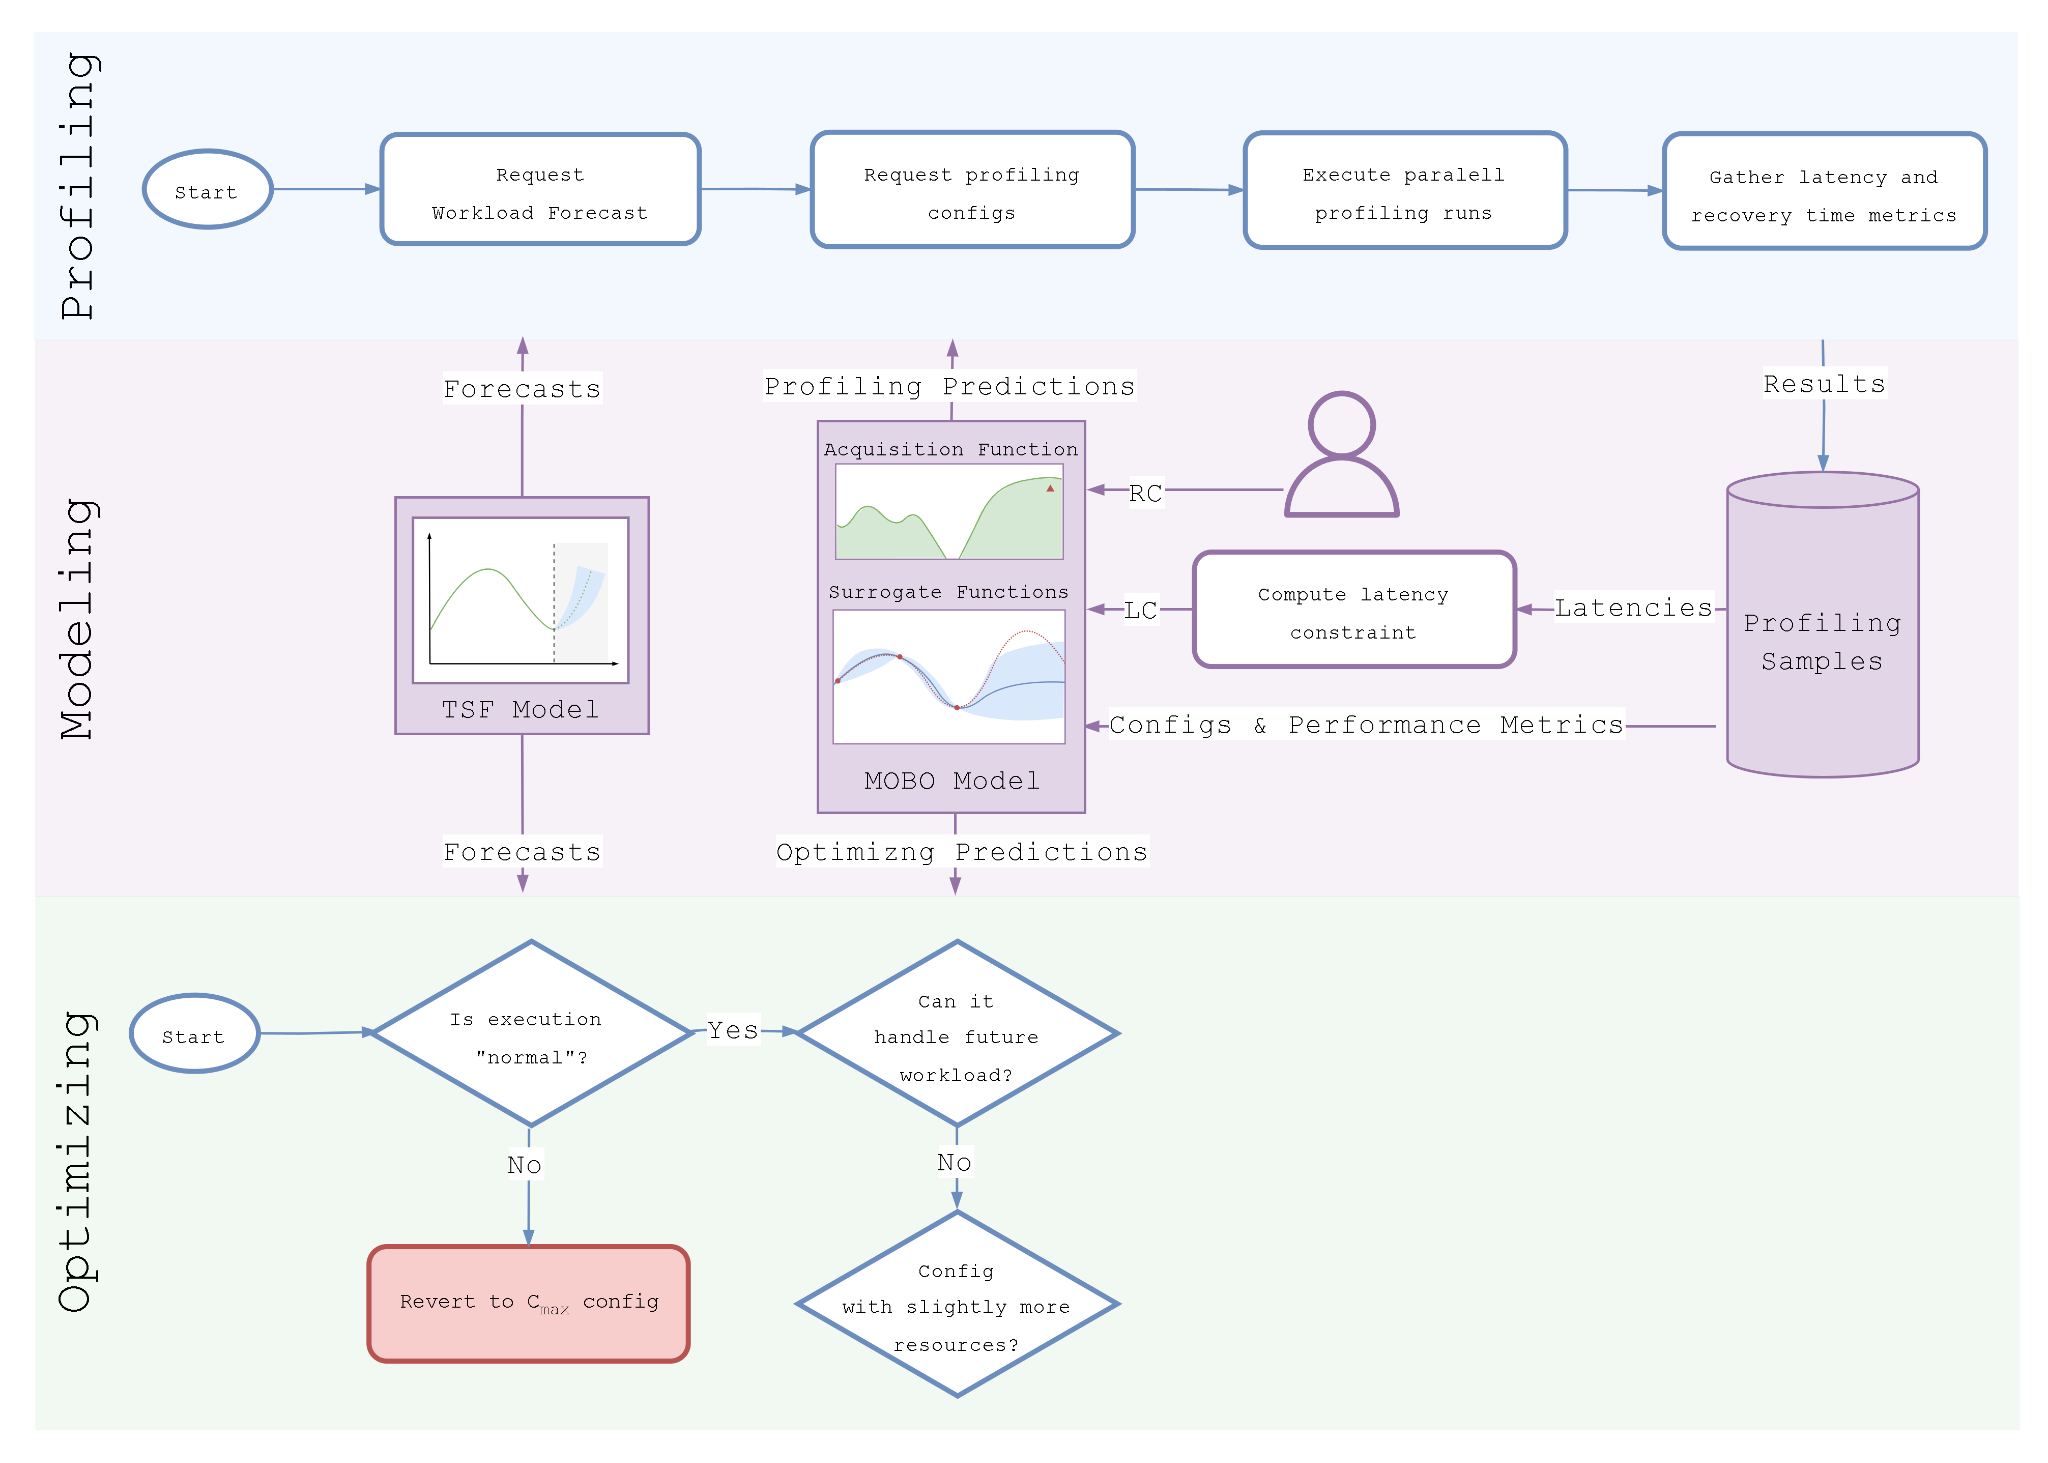 Profiling
Start
Request
Workload Forecast
Request profiling
configs
Execute paralell
profiling runs
Gather latency and
recovery time metrics
Modeling
Forecasts
Profiling Predictions
Results
Acquisition Function
RC
Surrogate Functions
LC
Compute latency
constraint
Latencies
Profiling
Samples
TSF Model
Configs & Performance Metrics
MOBO Model
Forecasts
Optimizng Predictions
Optimizing
Start
Is execution
"normal"?
Yes
Can it
handle future
workload?
No
No
Revert to Cmax config
Config
with slightly more
resources?